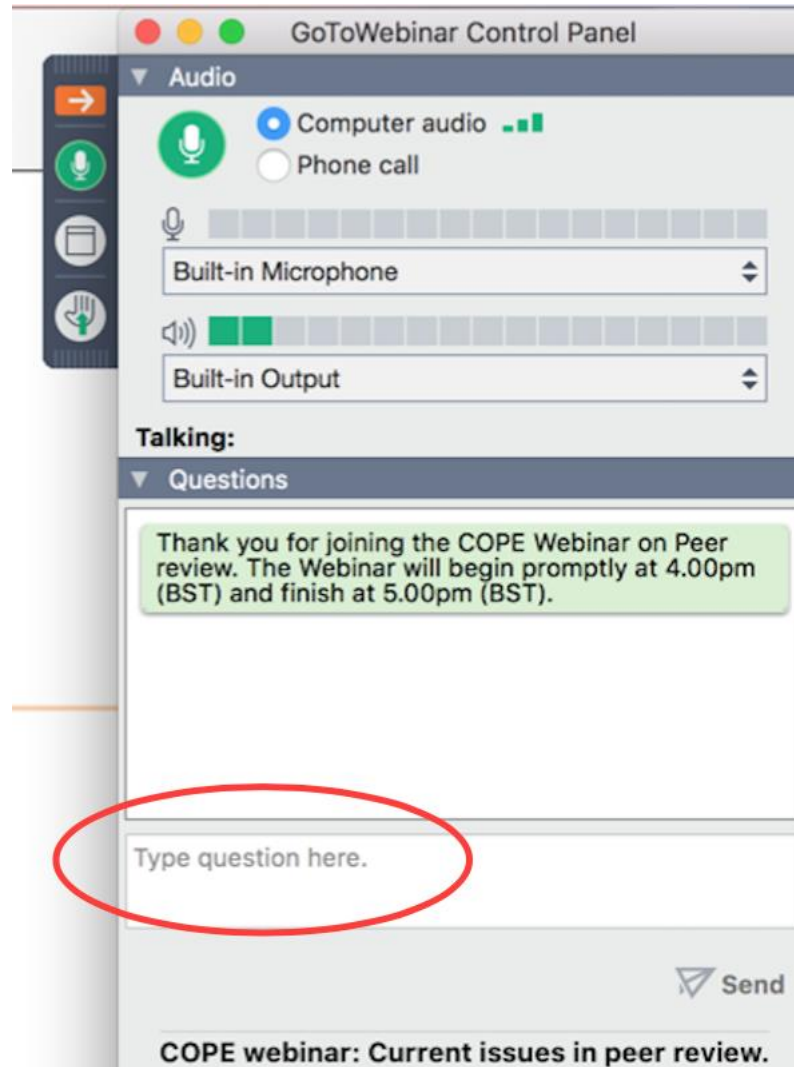 GoToWebinar Control Panel
Audio
Computer audio
Phone call
Built-in Microphone
Built-in Output
Talking:
Questions
Thank you for joining the COPE Webinar on Peer
review. The Webinar will begin promptly at 4.00pm
(BST) and finish at 5.00pm (BST).
Type question here.
Send
COPE webinar: Current issues in peer review.